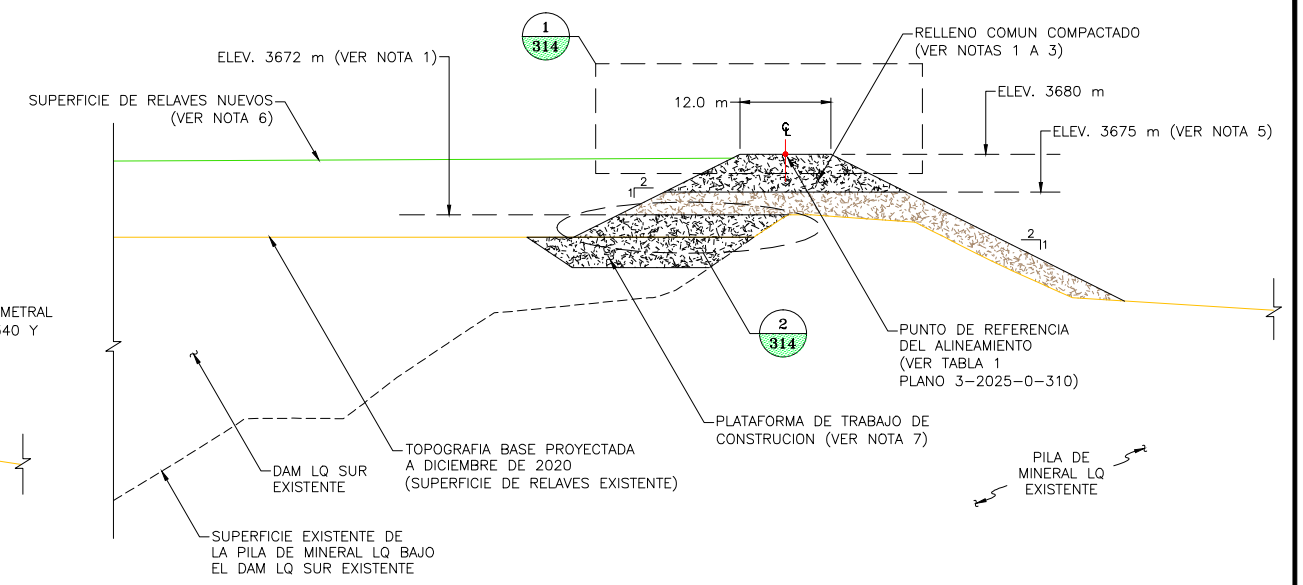 1
314
RELLENO COMUN COMPACTADO
(VER NOTAS 1 A 3)
ELEV. 3672 m (VER NOTA 1)
SUPERFICIE DE RELAVES NUEVOS
(VER NOTA 6)
12.0 m
ELEV. 3680 m
ELEV. 3675 m (VER NOTA 5)
℄
2
1
2
1
METRAL
540 Y
2
314
PUNTO DE REFERENCIA
DEL ALINEAMIENTO
(VER TABLA 1
PLANO 3-2025-0-310)
PLATAFORMA DE TRABAJO DE
CONSTRUCION (VER NOTA 7)
TOPOGRAFIA BASE PROYECTADA
A DICIEMBRE DE 2020
(SUPERFICIE DE RELAVES EXISTENTE)
DAM LQ SUR
EXISTENTE
PILA DE
MINERAL LQ
EXISTENTE
SUPERFICIE EXISTENTE DE
LA PILA DE MINERAL LQ BAJO
EL DAM LQ SUR EXISTENTE